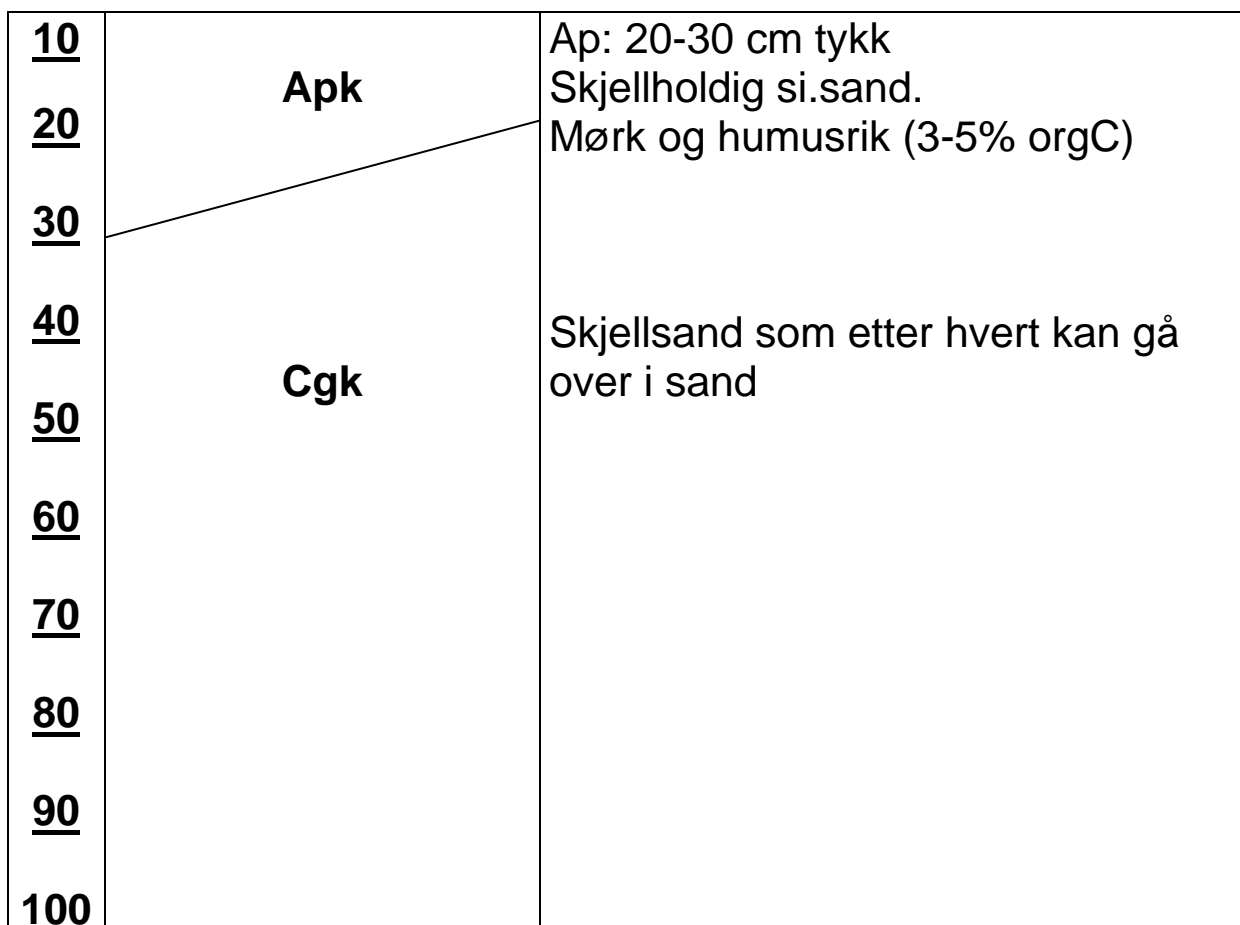 10
Ap: 20-30 cm tykk
Apk
Skjellholdig si.sand.
20
Mørk og humusrik (3-5% orgC)
30
40
Skjellsand som etter hvert kan gå
Cgk
over i sand
50
60
70
80
90
100